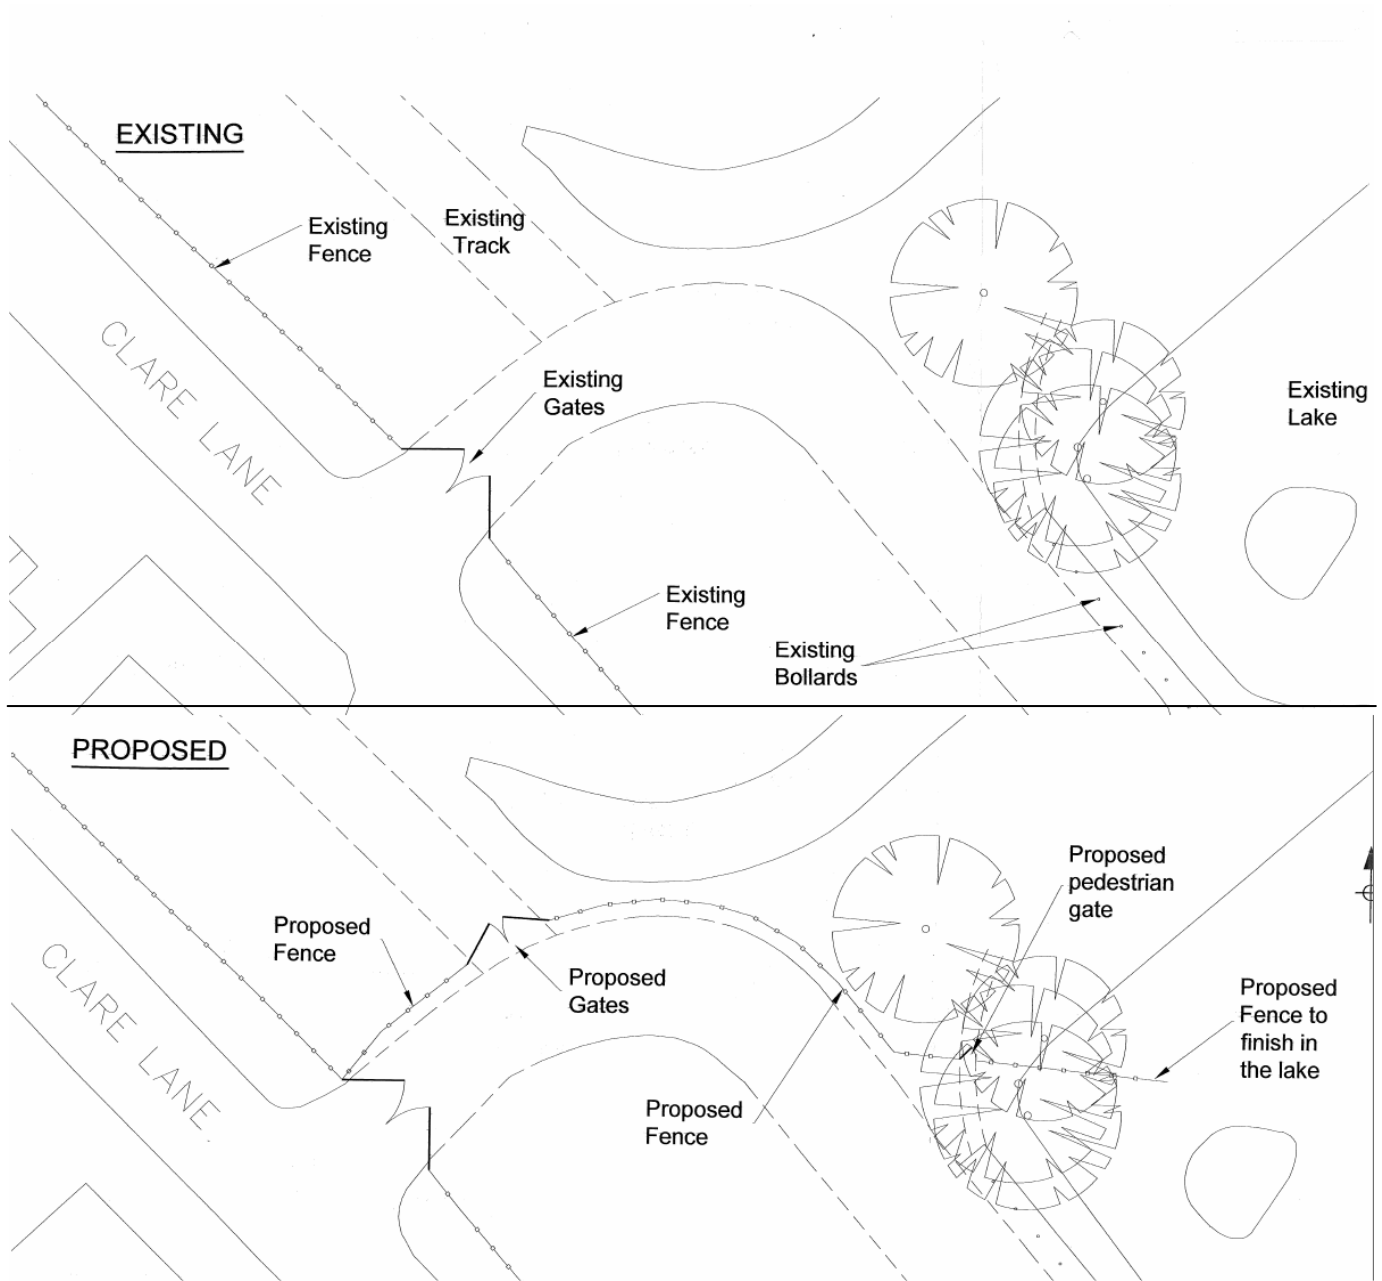 EXISTING
Existing
Fence
Existing
Track
CLARE LANE
Existing
Gates
Existing
Lake
Existing
Fence
Existing
Bollards
PROPOSED
Proposed
pedestrian
gate
Proposed
Fence
Proposed
Gates
CLARE LANE
Proposed
Fence to
finish in
the lake
Proposed
Fence